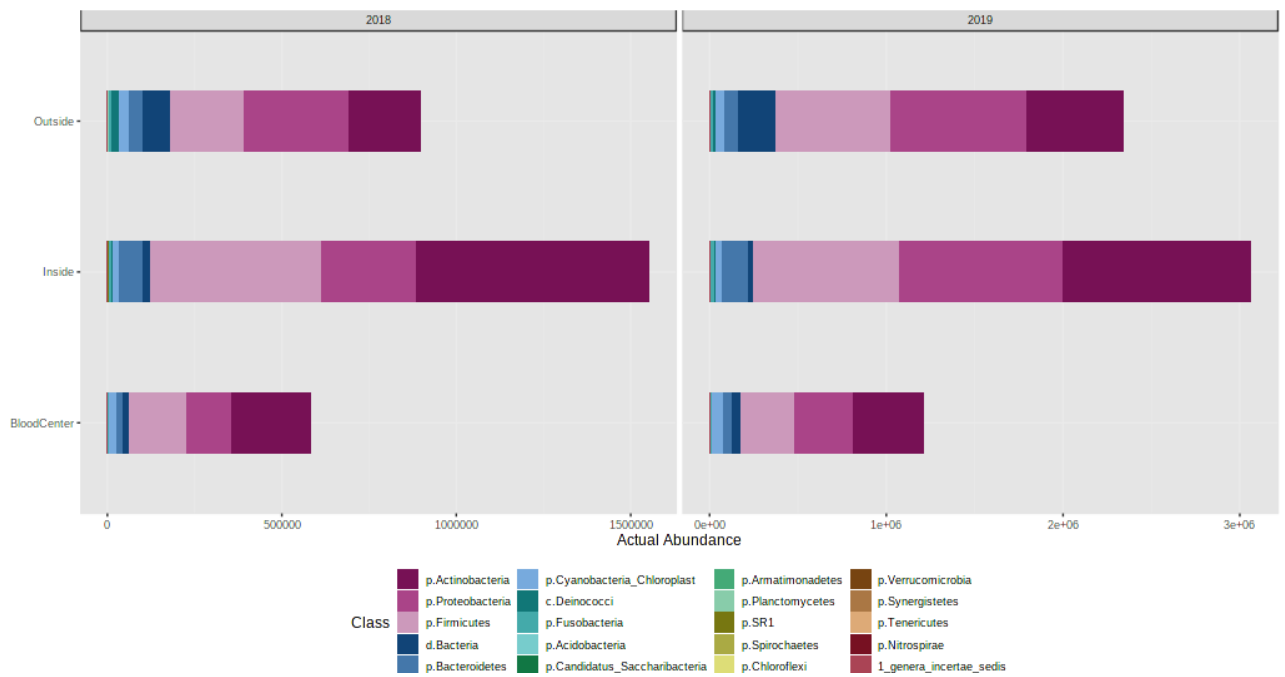 2018 2019
Outside
Inside
BloodCenter
0 500000 1000000 1500000 0e+00 1e+06 2e+06 3e+06
Actual Abundance
p.Actinobacteria p.Cyanobacteria_Chloroplast p.Armatimonadetes p.Verrucomicrobia
p.Proteobacteria c.Deinococci p.Planctomycetes p.Synergistetes
Class p.Firmicutes p.Fusobacteria p.SR1 p.Tenericutes
d.Bacteria p.Acidobacteria p.Spirochaetes p.Nitrospirae
p.Bacteroidetes p.Candidatus_Saccharibacteria p.Chloroflexi 1_genera_incertae_sedis